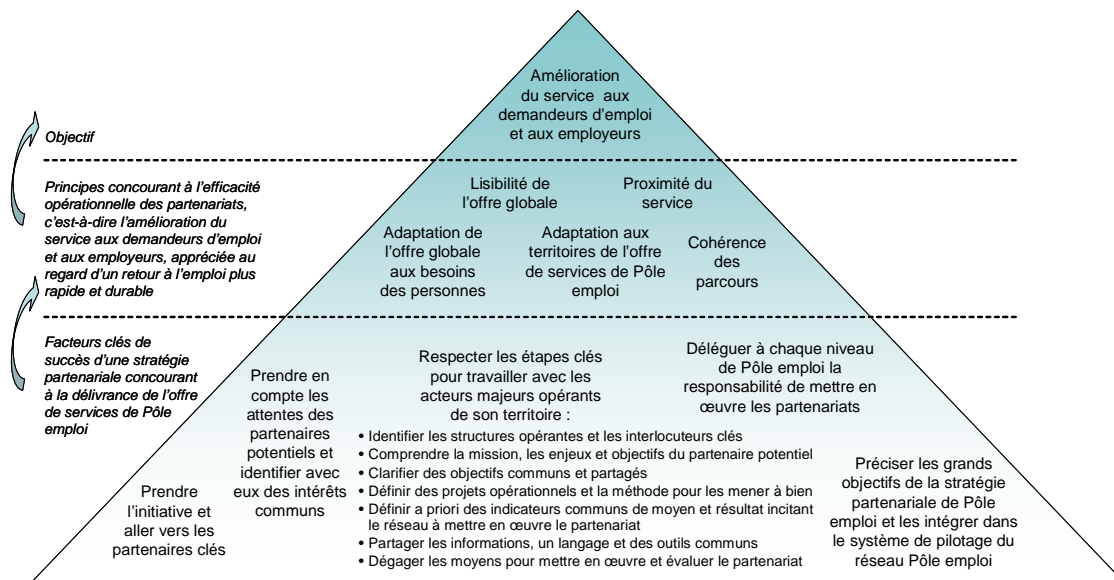 Amélioration
du service aux
demandeurs d'emploi
et aux employeurs
Objectif
Principes concourant à l'efficacité
opérationnelle des partenariats,
c'est-à-dire l'amélioration du
service aux demandeurs d'emploi
et aux employeurs, appréciée au
regard d'un retour à l'emploi plus
rapide et durable
Lisibilité de
l'offre globale
Proximité du
service
Adaptation de
l'offre globale
aux besoins
des personnes
Adaptation aux
territoires de l'offre
de services de Pôle
emploi
Cohérence
des
parcours
Facteurs clés de
succès d'une stratégie
partenariale concourant
à la délivrance de l'offre
de services de Pôle
emploi
Prendre
l'initiative et
aller vers les
partenaires clés
Prendre en
compte les
attentes des
partenaires
potentiels et
identifier avec
eux des intérêts
communs
Respecter les étapes clés
pour travailler avec les
acteurs majeurs opérants
de son territoire :
• Identifier les structures opérantes et les interlocuteurs clés
• Comprendre la mission, les enjeux et objectifs du partenaire potentiel
• Clarifier des objectifs communs et partagés
• Définir des projets opérationnels et la méthode pour les mener à bien
• Définir a priori des indicateurs communs de moyen et résultat incitant
le réseau à mettre en œuvre le partenariat
• Partager les informations, un langage et des outils communs
• Dégager les moyens pour mettre en œuvre et évaluer le partenariat
Déléguer à chaque niveau
de Pôle emploi la
responsabilité de mettre en
œuvre les partenariats
Préciser les grands
objectifs de la stratégie
partenariale de Pôle
emploi et les intégrer dans
le système de pilotage du
réseau Pôle emploi